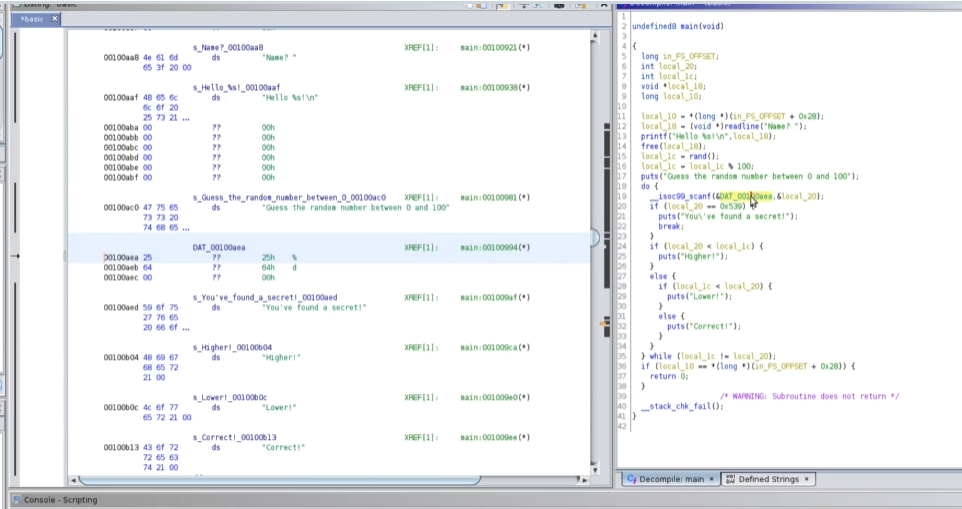 *basic ×
s_Name?_00100aa8 XREF[1]: main:00100921(*)
00100aa8 4e 61 6d ds "Name? "
65 3f 20 00
s_Hello_%s!_00100aaf XREF[1]: main:00100938(*)
00100aaf 48 65 6c ds "Hello %s!\n"
6c 6f 20
25 73 21 ...
00100aba 00 ?? 00h
00100abb 00 ?? 00h
00100abc 00 ?? 00h
00100abd 00 ?? 00h
00100abe 00 ?? 00h
00100abf 00 ?? 00h
s_Guess_the_random_number_between_0_00100ac0 XREF[1]: main:00100981(*)
00100ac0 47 75 65 ds "Guess the random number between 0 and 100"
73 73 20
74 68 65 ...
DAT_00100aea XREF[1]: main:00100994(*)
00100aea 25 ?? 25h %
00100aeb 64 ?? 64h d
00100aec 00 ?? 00h
s_You've_found_a_secret!_00100aed XREF[1]: main:001009af(*)
00100aed 59 6f 75 ds "You've found a secret!"
27 76 65
20 66 6f ...
s_Higher!_00100b04 XREF[1]: main:001009ca(*)
00100b04 48 69 67 ds "Higher!"
68 65 72
21 00
s_Lower!_00100b0c XREF[1]: main:001009e0(*)
00100b0c 4c 6f 77 ds "Lower!"
65 72 21 00
s_Correct!_00100b13 XREF[1]: main:001009ee(*)
00100b13 43 6f 72 ds "Correct!"
72 65 63
74 21 00
1
2 undefined8 main(void)
3
4 {
5 long in_FS_OFFSET;
6 int local_20;
7 int local_1c;
8 void *local_18;
9 long local_10;
10
11 local_10 = *(long *)(in_FS_OFFSET + 0x28);
12 local_18 = (void *)readline("Name? ");
13 printf("Hello %s!\n",local_18);
14 free(local_18);
15 local_1c = rand();
16 local_1c = local_1c % 100;
17 puts("Guess the random number between 0 and 100");
18 do {
19 __isoc99_scanf(&DAT_00100aea,&local_20);
20 if (local_20 == 0x539) {
21 puts("You\'ve found a secret!");
22 break;
23 }
24 if (local_20 < local_1c) {
25 puts("Higher!");
26 }
27 else {
28 if (local_1c < local_20) {
29 puts("Lower!");
30 }
31 else {
32 puts("Correct!");
33 }
34 }
35 } while (local_1c != local_20);
36 if (local_10 == *(long *)(in_FS_OFFSET + 0x28)) {
37 return 0;
38 }
39 /* WARNING: Subroutine does not return */
40 __stack_chk_fail();
41 }
42
Decompile: main × Defined Strings ×
Console - Scripting